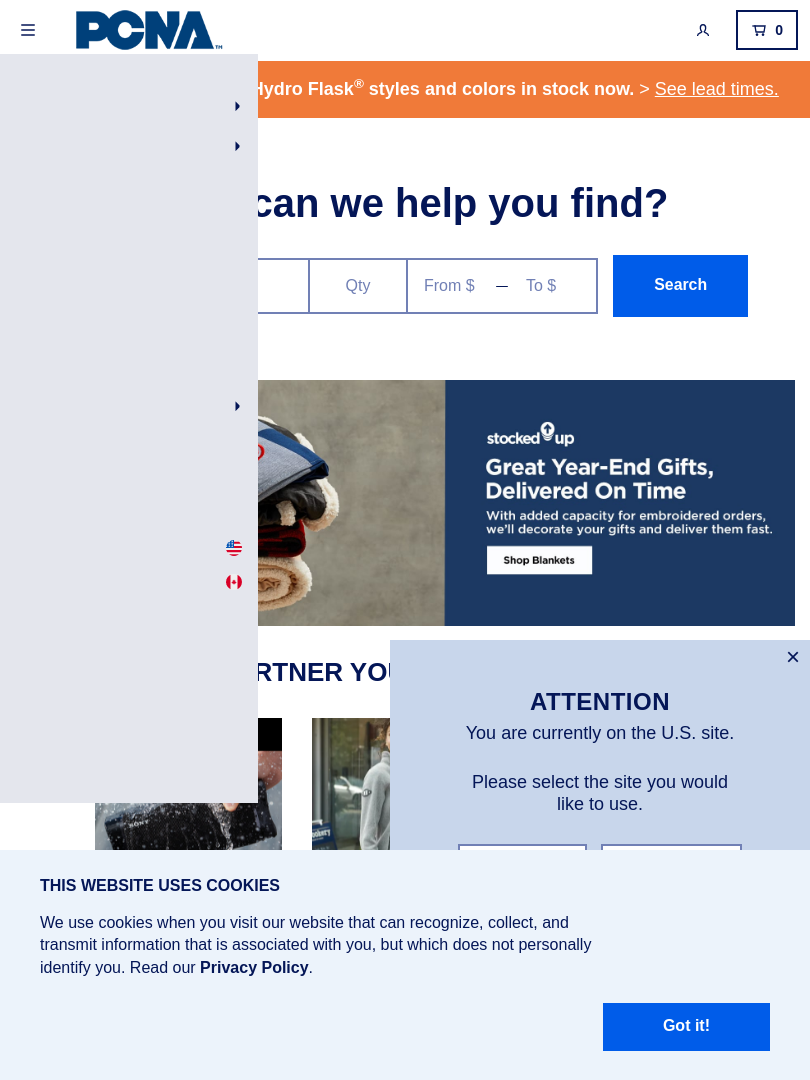 PCNA™
0
Hydro Flask® styles and colors in stock now. > See lead times.
can we help you find?
Qty
From $ — To $
Search
stocked up
Great Year-End Gifts,
Delivered On Time
With added capacity for embroidered orders,
we'll decorate your gifts and deliver them fast.
Shop Blankets
RTNER YOU
ATTENTION
You are currently on the U.S. site.
Please select the site you would
like to use.
SONY
THIS WEBSITE USES COOKIES
We use cookies when you visit our website that can recognize, collect, and
transmit information that is associated with you, but which does not personally
identify you. Read our Privacy Policy.
Got it!